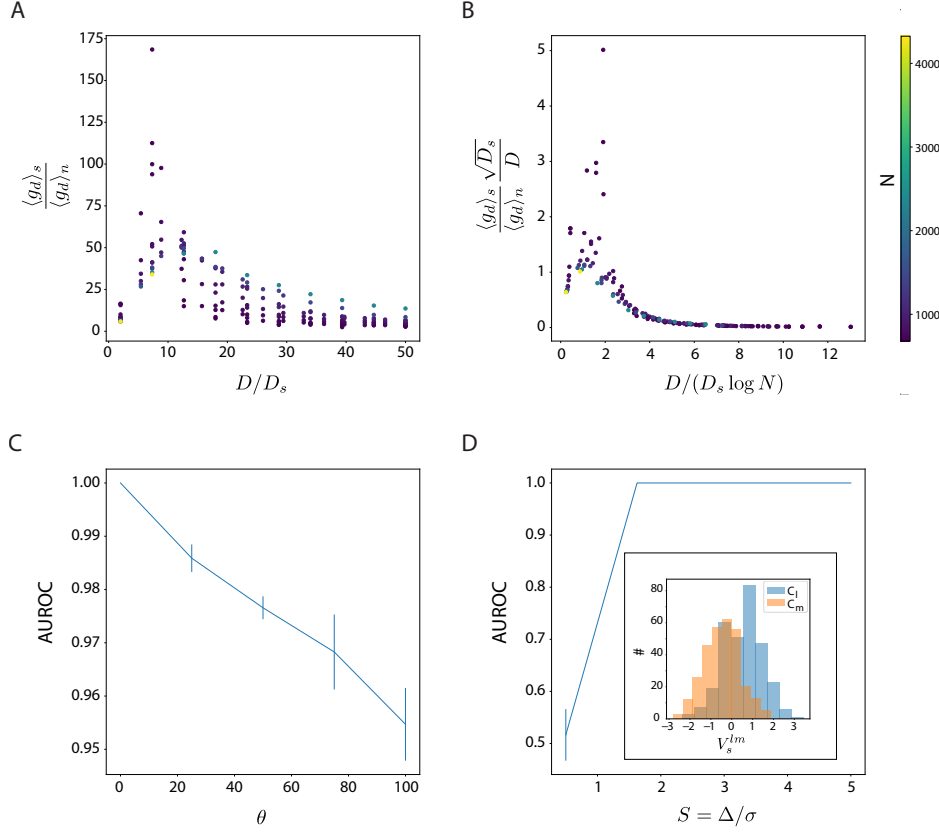 A
175
150
125
100
75
50
25
0
⟨g_d⟩_s / ⟨g_d⟩_n
0 10 20 30 40 50
D/D_s
B
5
4
3
2
1
0
⟨g_d⟩_s / ⟨g_d⟩_n √D_s / D
0 2 4 6 8 10 12
D/(D_s log N)
N
4000
3000
2000
1000
C
1.00
0.99
0.98
0.97
0.96
0.95
AUROC
0 20 40 60 80 100
θ
D
1.0
0.9
0.8
0.7
0.6
0.5
AUROC
1 2 3 4 5
S = Δ/σ
C_l
C_m
80
60
40
20
0
#
−3 −2 −1 0 1 2 3
V_s^{lm}